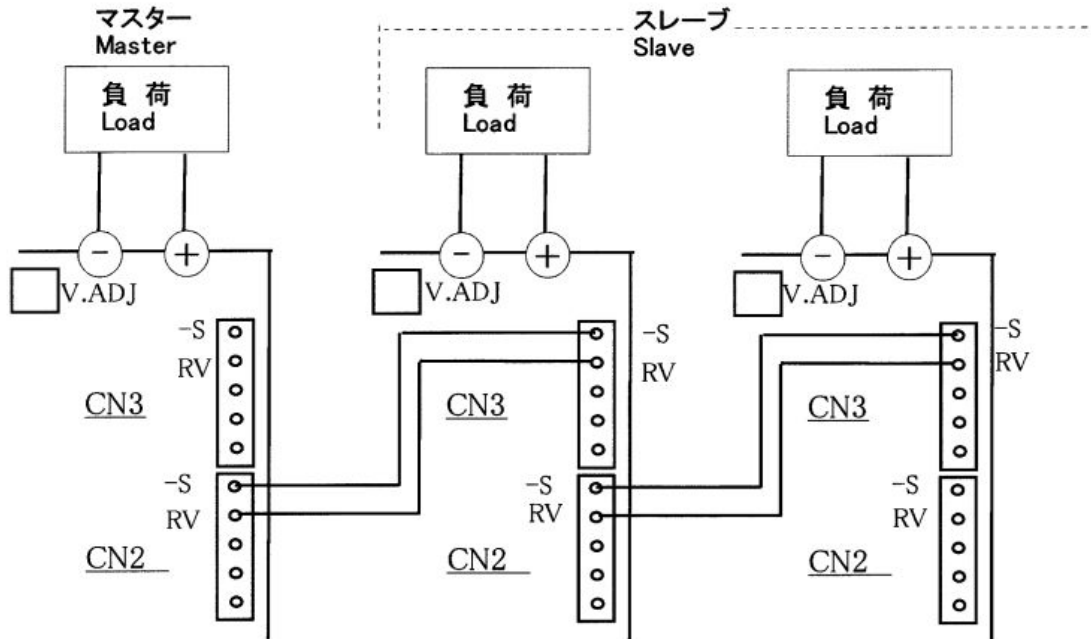 マスター
Master
スレーブ
Slave
負 荷
Load
負 荷
Load
負 荷
Load
−
+
−
+
−
+
V.ADJ
V.ADJ
V.ADJ
-S
RV
CN3
-S
RV
CN3
-S
RV
CN3
-S
RV
CN2
-S
RV
CN2
-S
RV
CN2